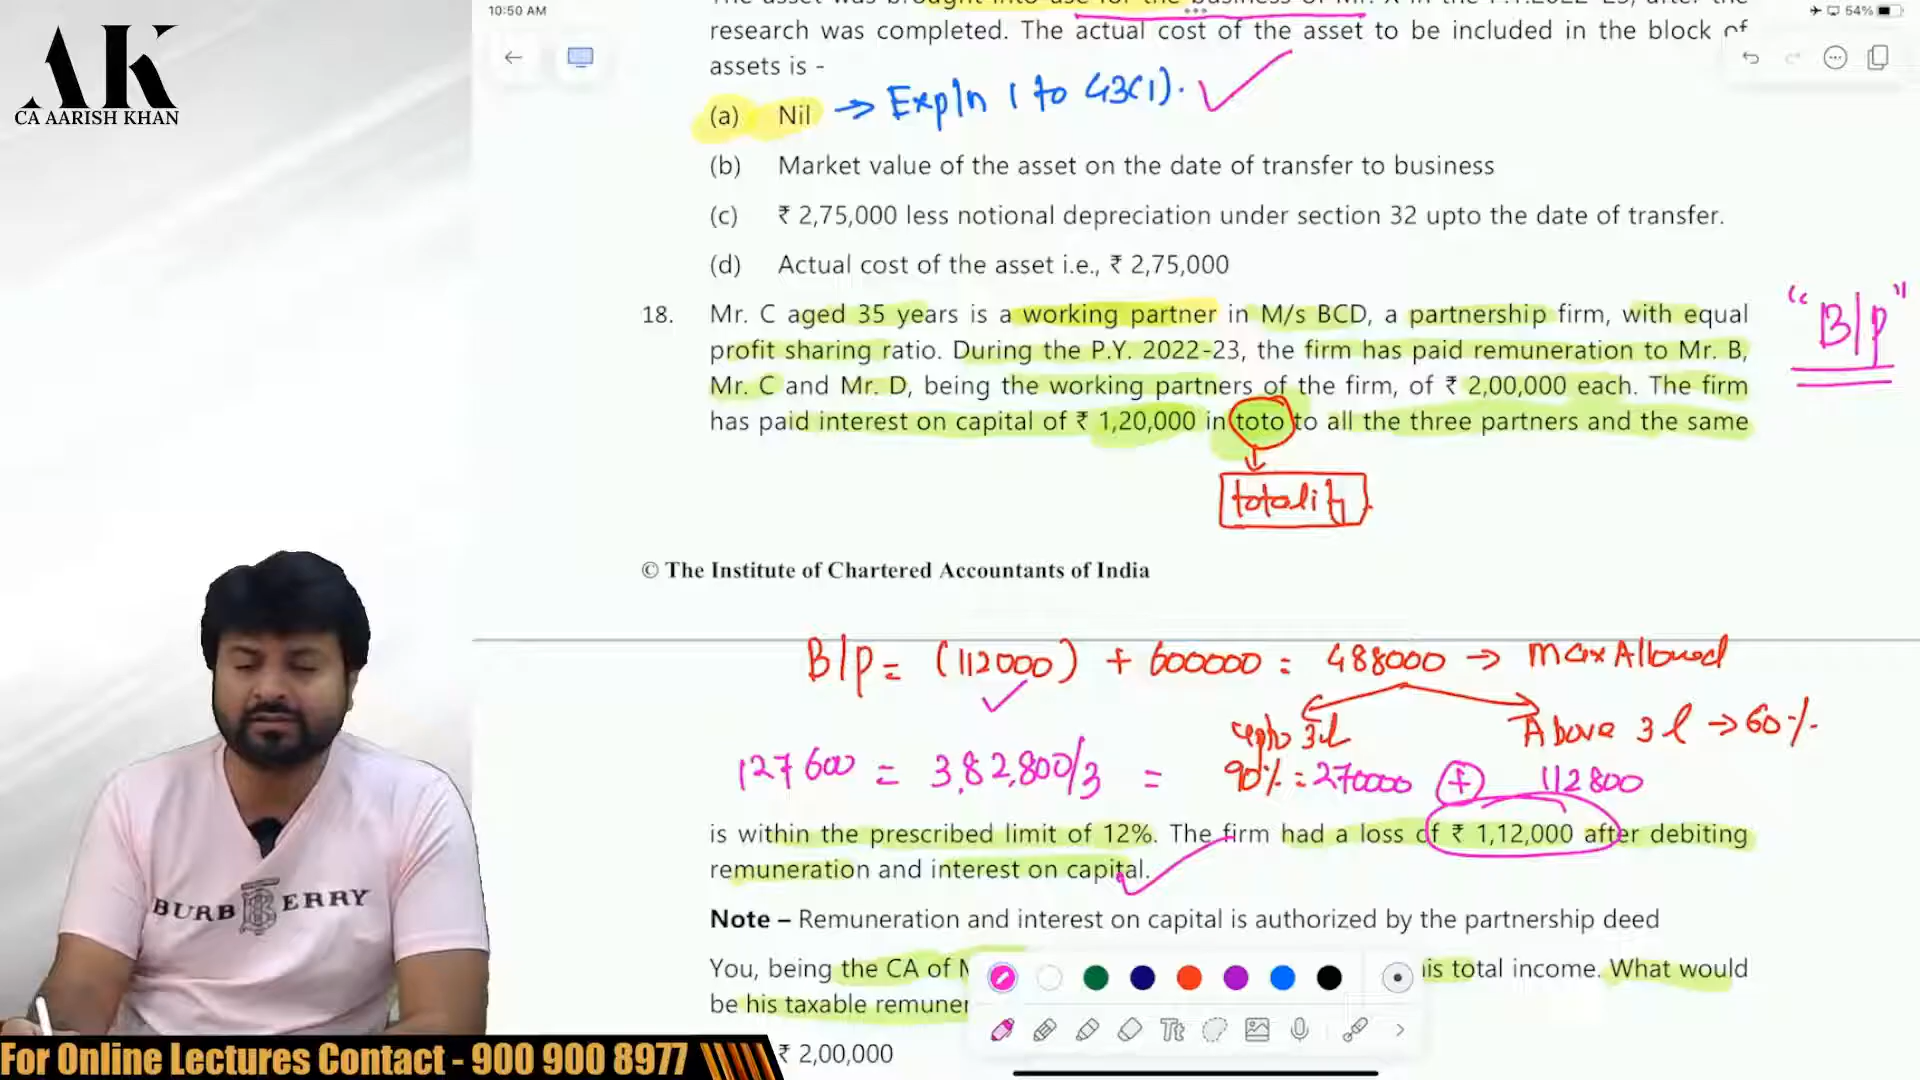 10:50 AM
54%
AK
CA AARISH KHAN
research was completed. The actual cost of the asset to be included in the block of
assets is -
(a) Nil → Expln 1 to 43(1).
(b) Market value of the asset on the date of transfer to business
(c) ₹ 2,75,000 less notional depreciation under section 32 upto the date of transfer.
(d) Actual cost of the asset i.e., ₹ 2,75,000
18. Mr. C aged 35 years is a working partner in M/s BCD, a partnership firm, with equal
profit sharing ratio. During the P.Y. 2022-23, the firm has paid remuneration to Mr. B,
Mr. C and Mr. D, being the working partners of the firm, of ₹ 2,00,000 each. The firm
has paid interest on capital of ₹ 1,20,000 in toto to all the three partners and the same
"B/P"
totality
© The Institute of Chartered Accountants of India
B/P = (112000) + 600000 = 488000 → Max Allowed
upto 3l Above 3l → 60%
127600 = 3,82,800/3 = 90% = 270000 + 112800
is within the prescribed limit of 12%. The firm had a loss of ₹ 1,12,000 after debiting
remuneration and interest on capital.
Note – Remuneration and interest on capital is authorized by the partnership deed
You, being the CA of M his total income. What would
be his taxable remuner
₹ 2,00,000
Tt
BURBERRY
For Online Lectures Contact - 900 900 8977